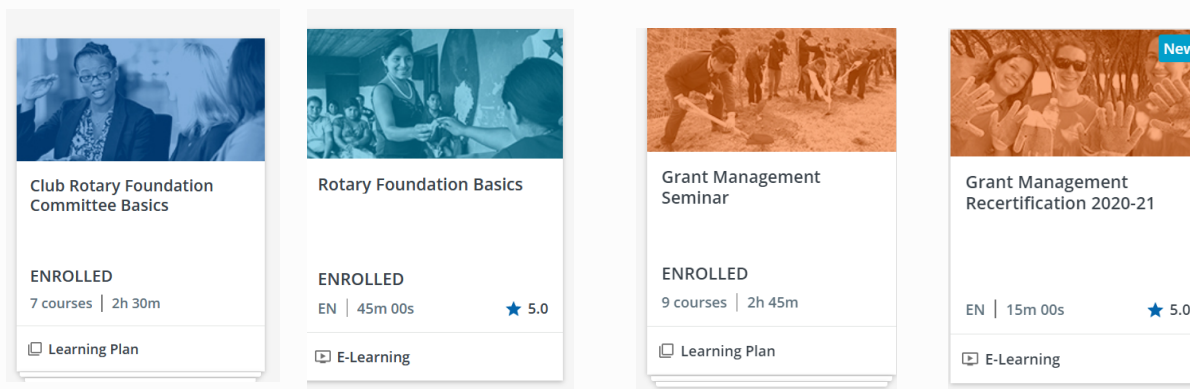 Club Rotary Foundation
Committee Basics
ENROLLED
7 courses | 2h 30m
Learning Plan
Rotary Foundation Basics
ENROLLED
EN | 45m 00s ★ 5.0
E-Learning
Grant Management
Seminar
ENROLLED
9 courses | 2h 45m
Learning Plan
New
Grant Management
Recertification 2020-21
EN | 15m 00s ★ 5.0
E-Learning